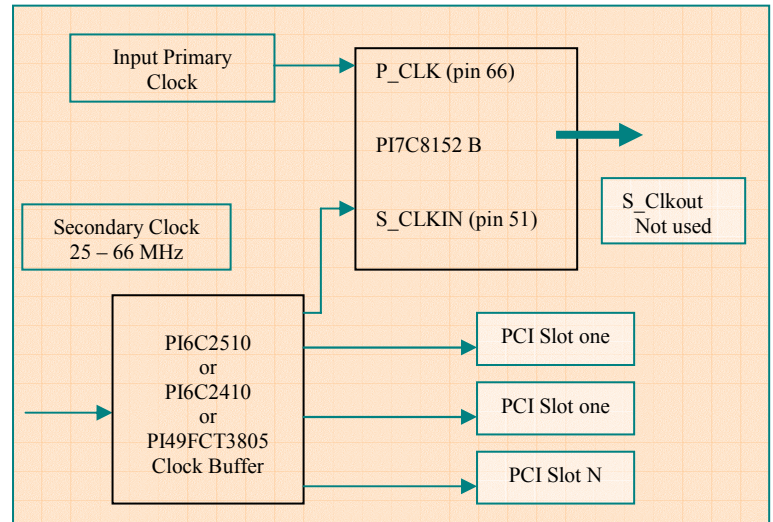 Input Primary
Clock
P_CLK (pin 66)
PI7C8152 B
S_CLKIN (pin 51)
S_Clkout
Not used
Secondary Clock
25 – 66 MHz
PI6C2510
or
PI6C2410
or
PI49FCT3805
Clock Buffer
PCI Slot one
PCI Slot one
PCI Slot N